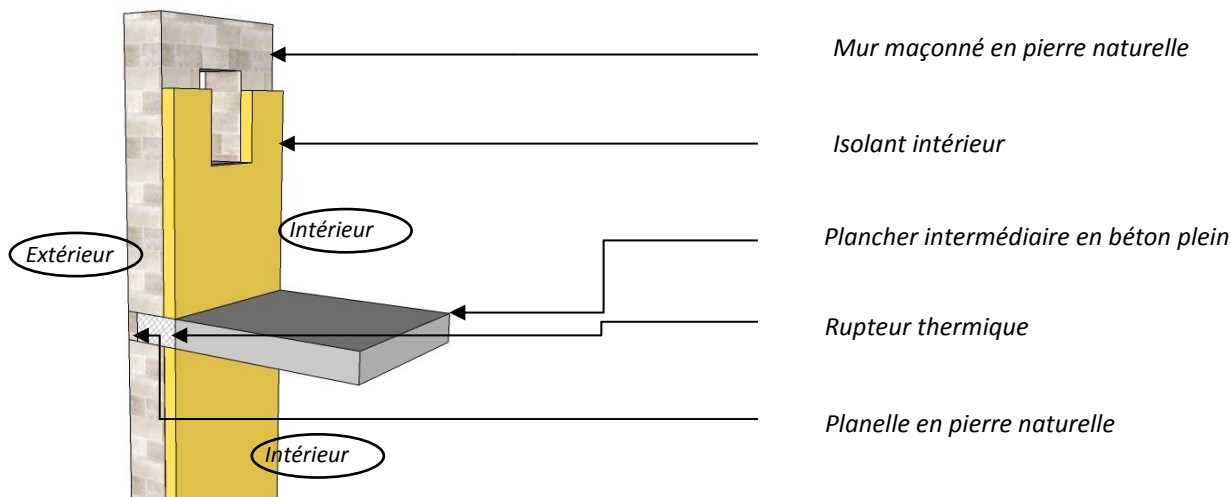 Mur maçonné en pierre naturelle
Isolant intérieur
Intérieur
Extérieur
Plancher intermédiaire en béton plein
Rupteur thermique
Planelle en pierre naturelle
Intérieur